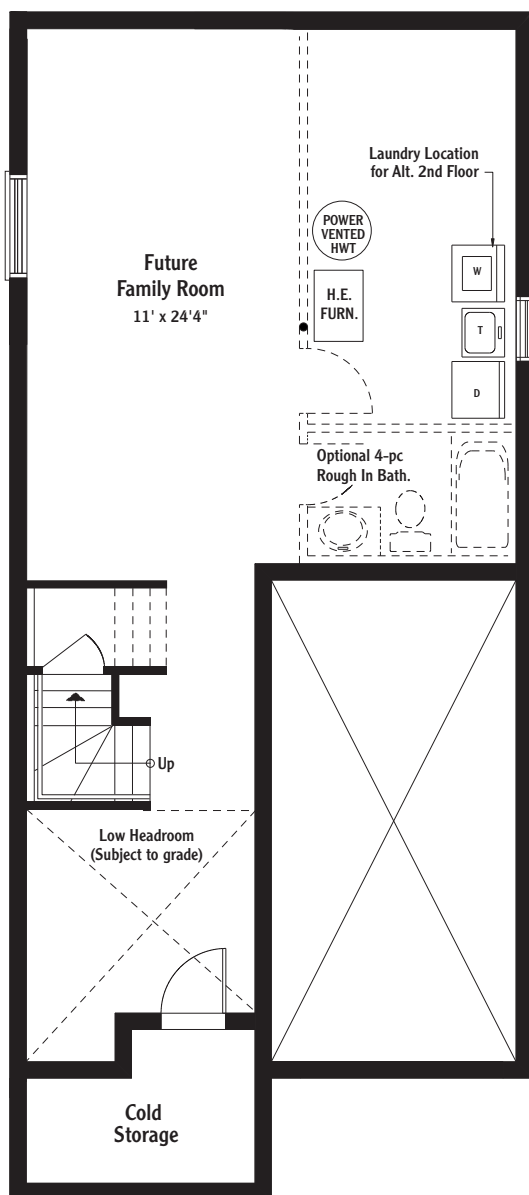 Laundry Location
for Alt. 2nd Floor
POWER
VENTED
HWT
W
Future
Family Room
11' x 24'4"
H.E.
FURN.
T
D
Optional 4-pc
Rough In Bath.
Up
Low Headroom
(Subject to grade)
Cold
Storage